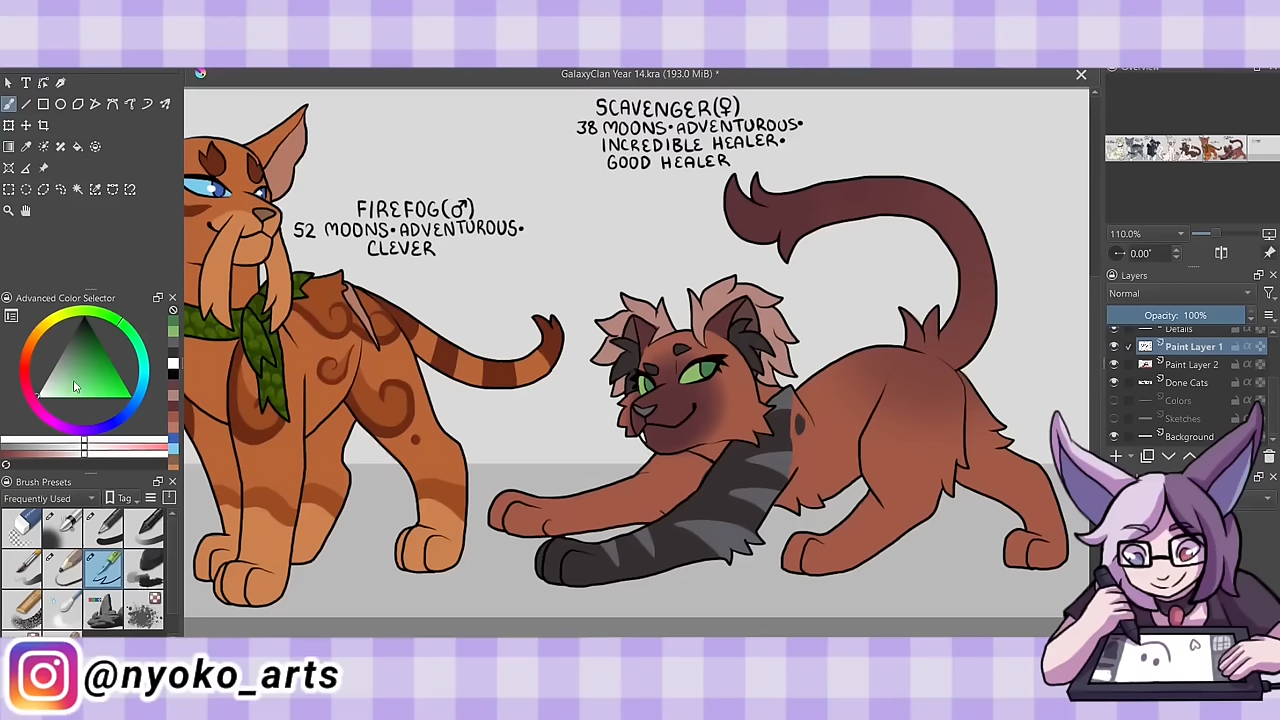 GalaxyClan Year 14.kra (193.0 MiB) *
SCAVENGER(♀)
38 MOONS•ADVENTUROUS•
INCREDIBLE HEALER•
GOOD HEALER
FIREFOG(♂)
52 MOONS•ADVENTUROUS•
CLEVER
Advanced Color Selector
Brush Presets
Frequently Used
Tag
110.0%
0.00°
Layers
Normal
Opacity: 100%
Details
Paint Layer 1
Paint Layer 2
Done Cats
Colors
Sketches
Background
@nyoko_arts